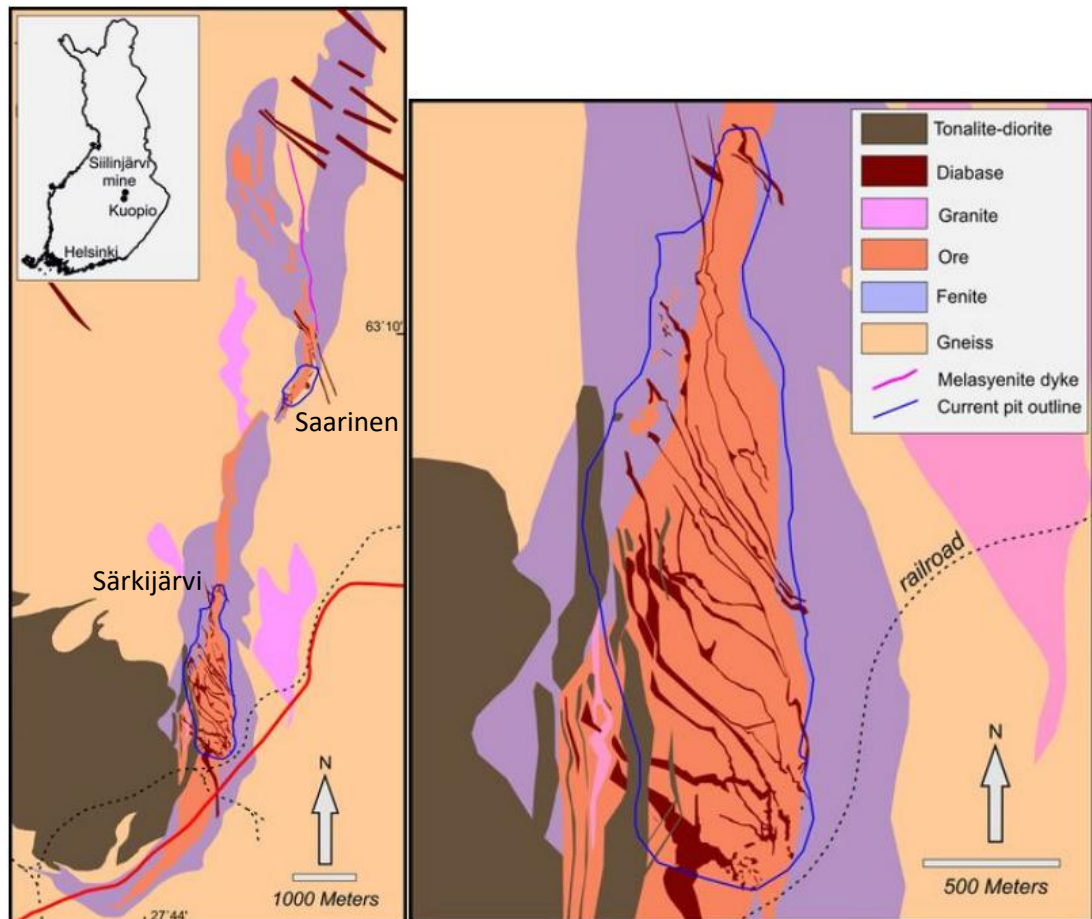 Siilinjärvi
mine
Kuopio
Helsinki
63˚10'
Saarinen
Särkijärvi
N
1000 Meters
27˚44'
Tonalite-diorite
Diabase
Granite
Ore
Fenite
Gneiss
Melasyenite dyke
Current pit outline
railroad
N
500 Meters